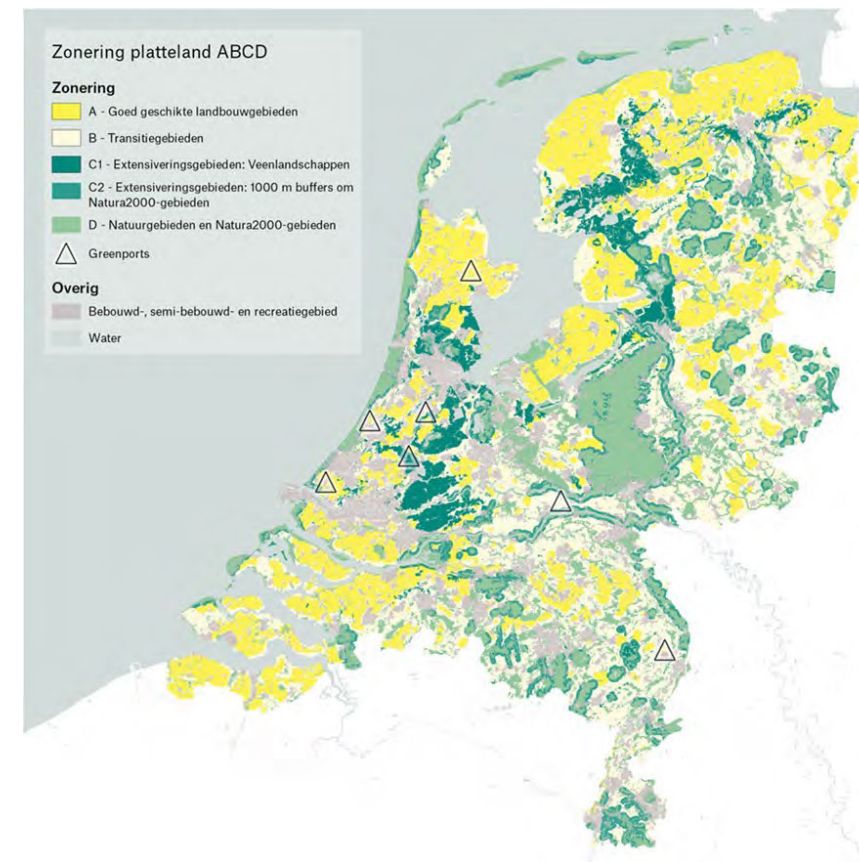 Zonering platteland ABCD
Zonering
A - Goed geschikte landbouwgebieden
B - Transitiegebieden
C1 - Extensiveringsgebieden: Veenlandschappen
C2 - Extensiveringsgebieden: 1000 m buffers om
Natura2000-gebieden
D - Natuurgebieden en Natura2000-gebieden
Greenports
Overig
Bebouwd-, semi-bebouwd- en recreatiegebied
Water